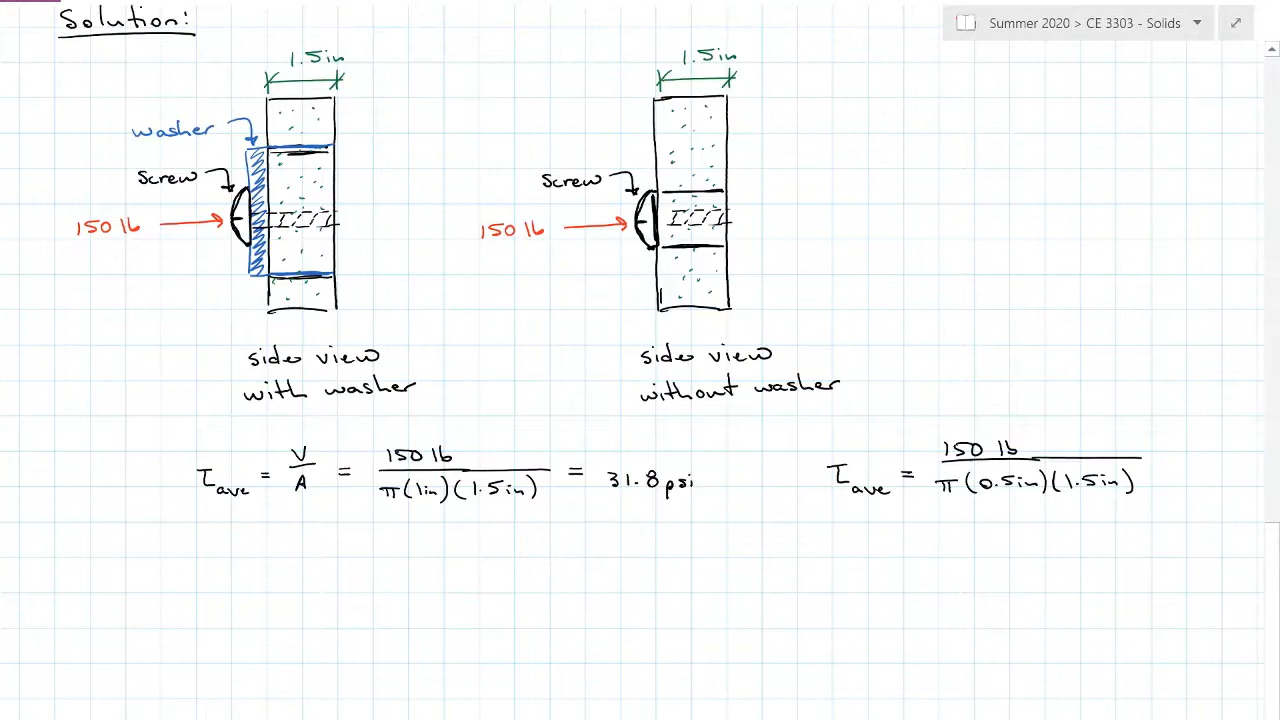 Solution:
Summer 2020 > CE 3303 - Solids
1.5in
1.5in
washer
screw
screw
150 lb
150 lb
side view
with washer
side view
without washer
τave = V/A = 150 lb / π(1in)(1.5in) = 31.8psi
τave = 150 lb / π(0.5in)(1.5in)